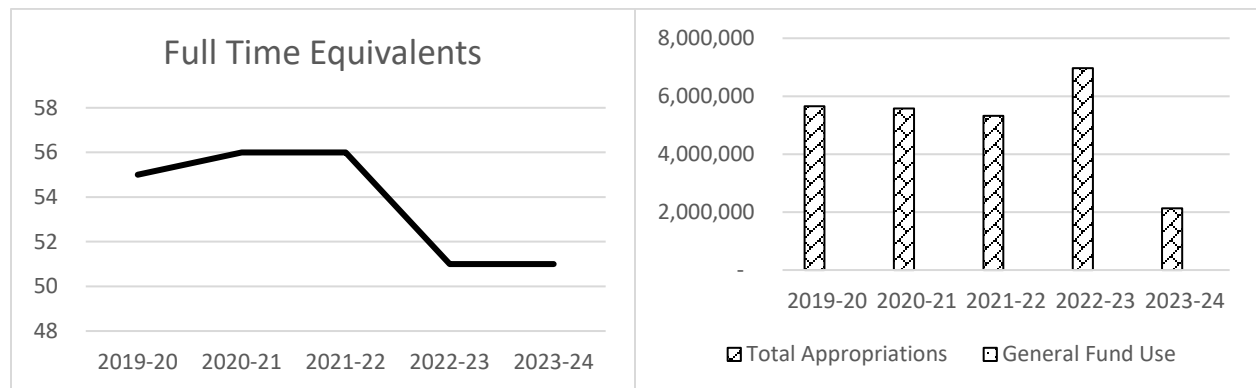 Full Time Equivalents
58
56
54
52
50
48
2019-20 2020-21 2021-22 2022-23 2023-24
8,000,000
6,000,000
4,000,000
2,000,000
-
2019-20 2020-21 2021-22 2022-23 2023-24
Total Appropriations General Fund Use